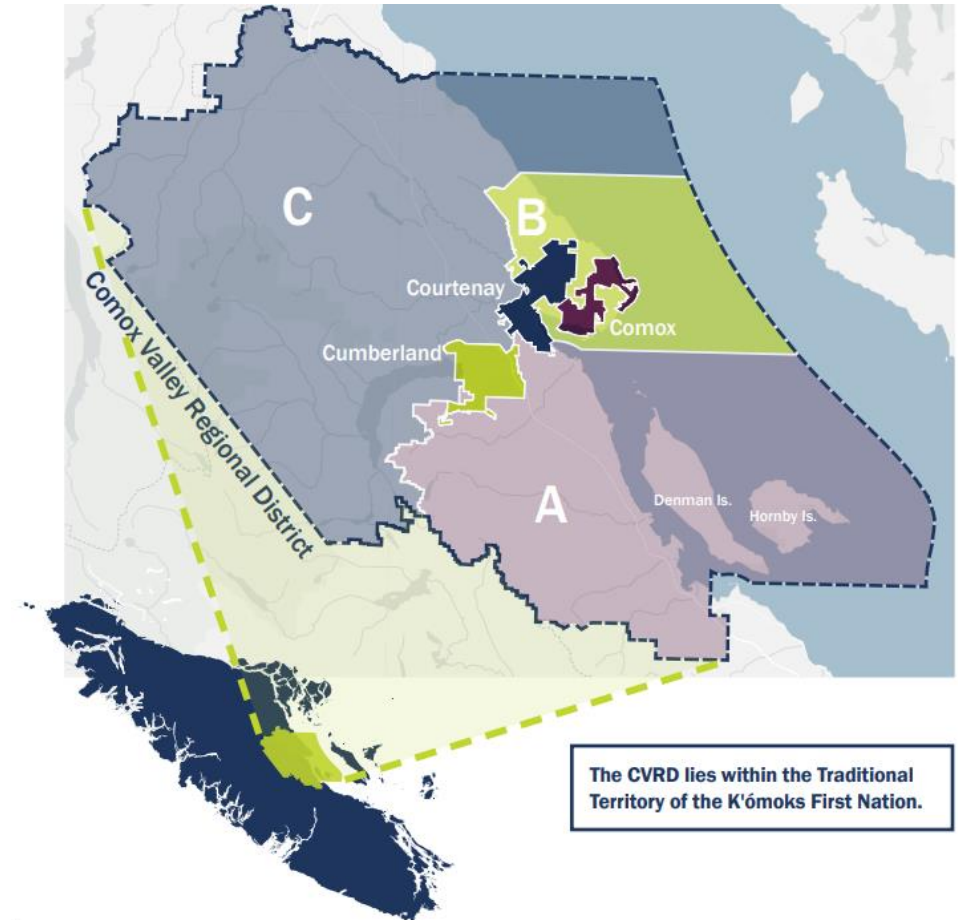 C
B
Courtenay
Comox
Cumberland
Comox Valley Regional District
A
Denman Is.
Hornby Is.
The CVRD lies within the Traditional
Territory of the K'ómoks First Nation.